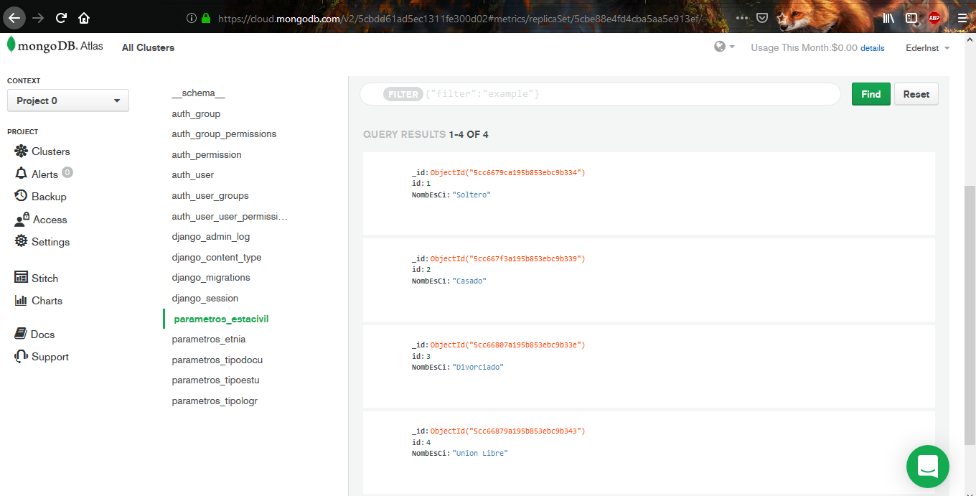 https://cloud.mongodb.com/v2/5cbde61ad5ec1311fe300d02#metrics/replicaSet/5cbe88e4fd4cba5aa5e913ef/
mongoDB. Atlas
All Clusters
Usage This Month:$0.00 details
EderInst
CONTEXT
Project 0
PROJECT
Clusters
Alerts 0
Backup
Access
Settings
Stitch
Charts
Docs
Support
__schema__
auth_group
auth_group_permissions
auth_permission
auth_user
auth_user_groups
auth_user_user_permissi...
django_admin_log
django_content_type
django_migrations
django_session
parametros_estacivil
parametros_etnia
parametros_tipodocu
parametros_tipoestu
parametros_tipologr
FILTER {"filter":"example"}
Find
Reset
QUERY RESULTS 1-4 OF 4
_id:ObjectId("5cc6679ca195b853ebc9b334")
id:1
NombEsCi:"Soltero"
_id:ObjectId("5cc667f3a195b853ebc9b339")
id:2
NombEsCi:"Casado"
_id:ObjectId("5cc66807a195b853ebc9b33e")
id:3
NombEsCi:"Divorciado"
_id:ObjectId("5cc66879a195b853ebc9b343")
id:4
NombEsCi:"Union Libre"
ABP